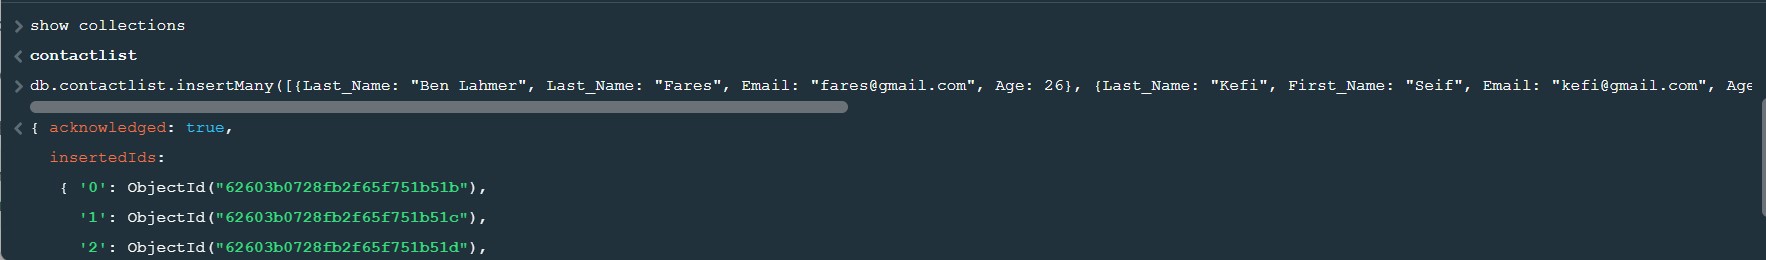 show collections
contactlist
db.contactlist.insertMany([{Last_Name: "Ben Lahmer", Last_Name: "Fares", Email: "fares@gmail.com", Age: 26}, {Last_Name: "Kefi", First_Name: "Seif", Email: "kefi@gmail.com", Age
{ acknowledged: true,
insertedIds:
{ '0': ObjectId("62603b0728fb2f65f751b51b"),
'1': ObjectId("62603b0728fb2f65f751b51c"),
'2': ObjectId("62603b0728fb2f65f751b51d"),